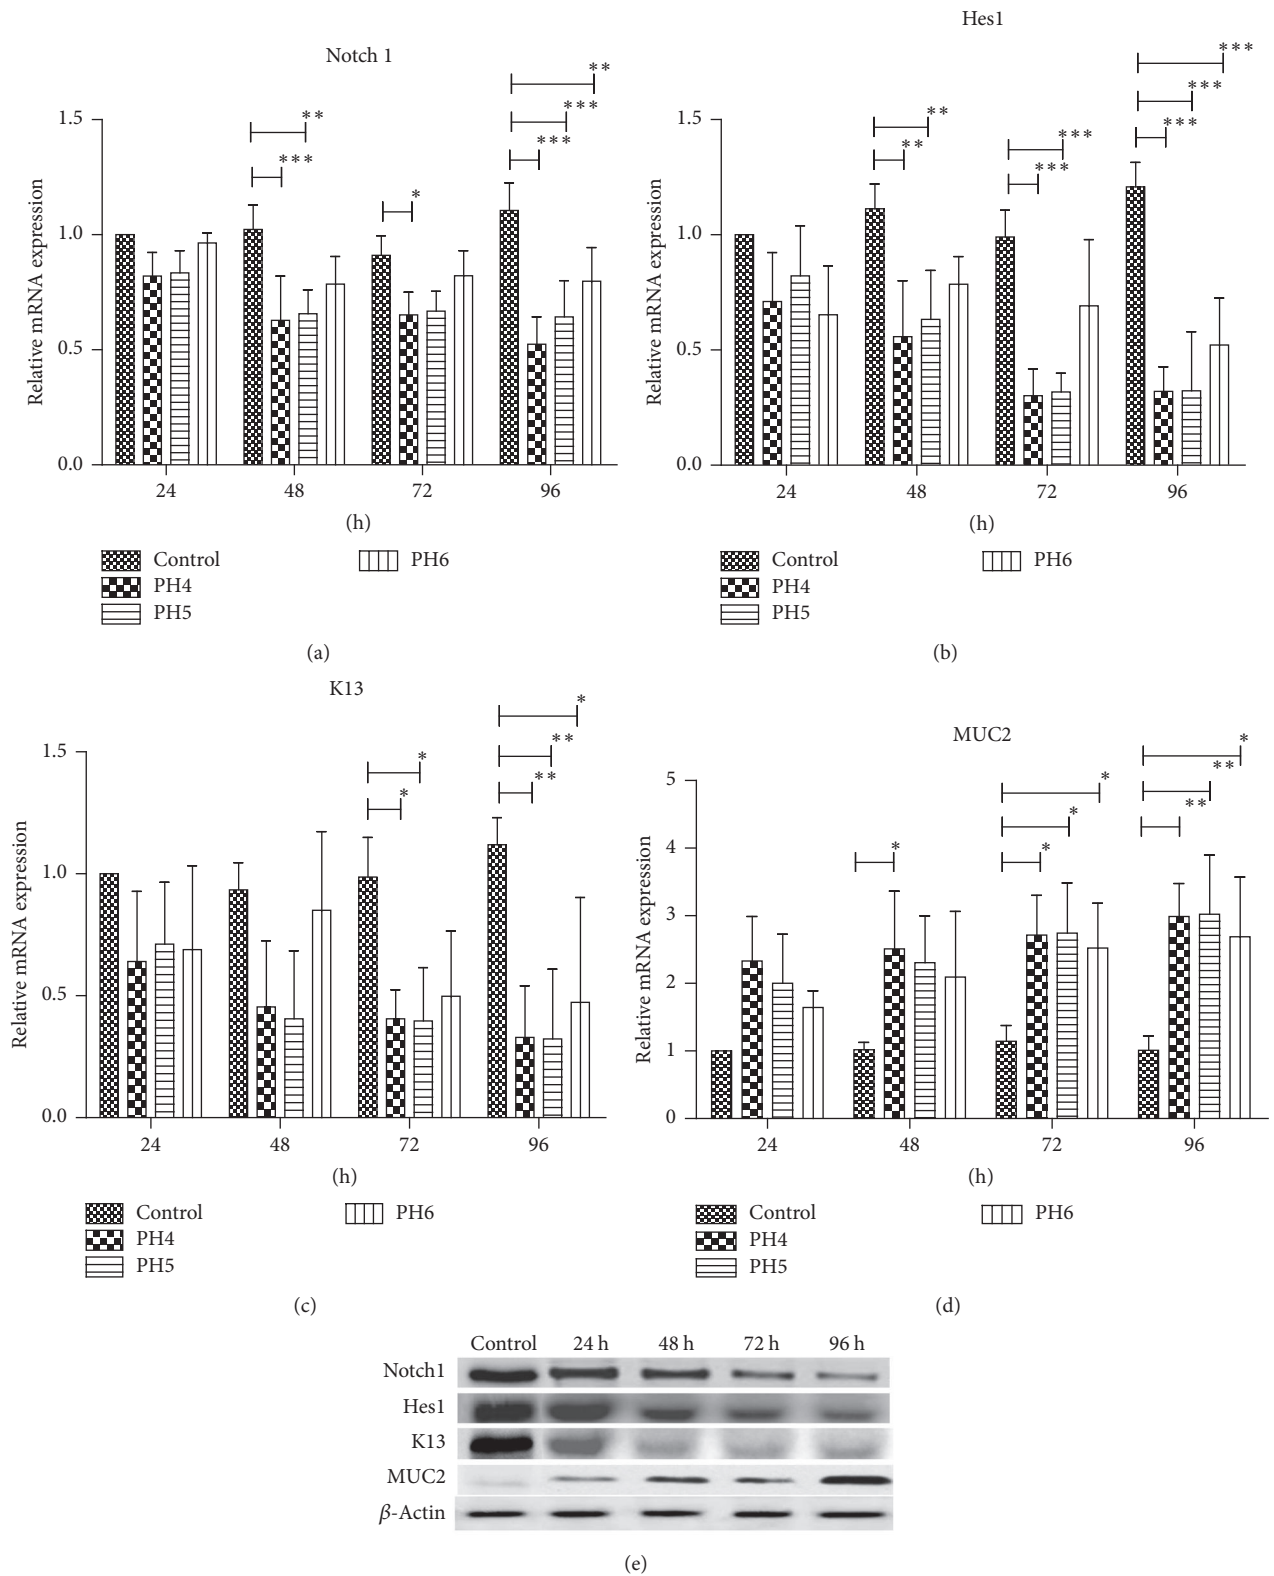 Notch 1
Relative mRNA expression
1.5
1.0
0.5
0.0
**
***
*
**
***
***
24 48 72 96
(h)
Control
PH4
PH5
PH6
(a)
Hes1
Relative mRNA expression
1.5
1.0
0.5
0.0
**
**
***
***
***
***
***
24 48 72 96
(h)
Control
PH4
PH5
PH6
(b)
K13
Relative mRNA expression
1.5
1.0
0.5
0.0
*
*
*
**
**
24 48 72 96
(h)
Control
PH4
PH5
PH6
(c)
MUC2
Relative mRNA expression
5
4
3
2
1
0
*
*
*
*
*
**
**
24 48 72 96
(h)
Control
PH4
PH5
PH6
(d)
Control 24 h 48 h 72 h 96 h
Notch1
Hes1
K13
MUC2
β-Actin
(e)